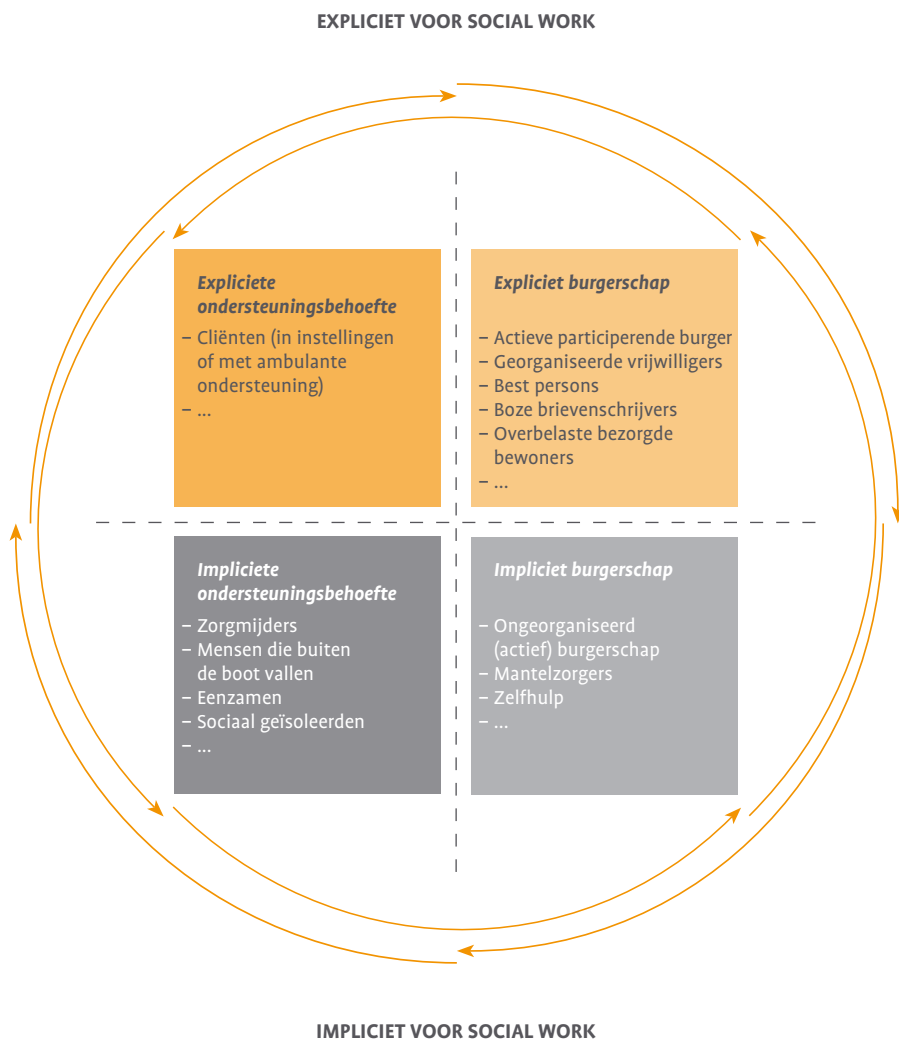 EXPLICIET VOOR SOCIAL WORK
Expliciete
ondersteuningsbehoefte
– Cliënten (in instellingen
of met ambulante
ondersteuning)
– ...
Expliciet burgerschap
– Actieve participerende burger
– Georganiseerde vrijwilligers
– Best persons
– Boze brievenschrijvers
– Overbelaste bezorgde
bewoners
– ...
Impliciete
ondersteuningsbehoefte
– Zorgmijders
– Mensen die buiten
de boot vallen
– Eenzamen
– Sociaal geïsoleerden
– ...
Impliciet burgerschap
– Ongeorganiseerd
(actief) burgerschap
– Mantelzorgers
– Zelfhulp
– ...
IMPLICIET VOOR SOCIAL WORK